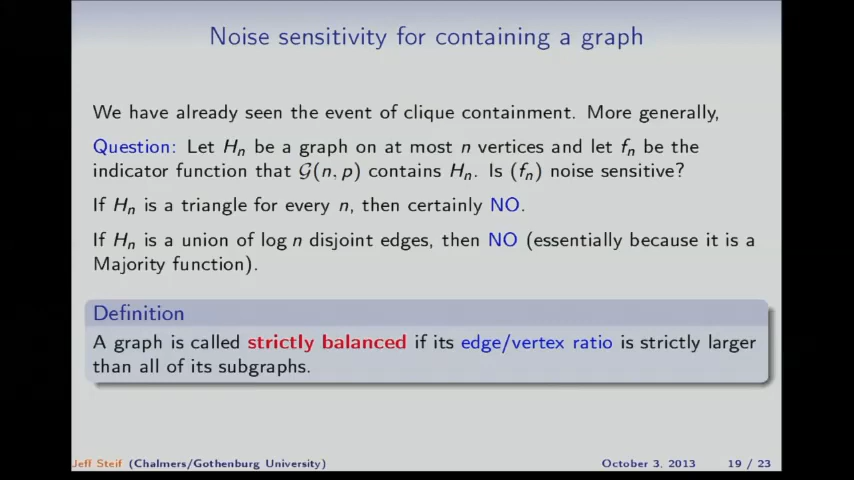 Noise sensitivity for containing a graph
We have already seen the event of clique containment. More generally,
Question: Let Hₙ be a graph on at most n vertices and let fₙ be the
indicator function that 𝒢(n, p) contains Hₙ. Is (fₙ) noise sensitive?
If Hₙ is a triangle for every n, then certainly NO.
If Hₙ is a union of log n disjoint edges, then NO (essentially because it is a
Majority function).
Definition
A graph is called strictly balanced if its edge/vertex ratio is strictly larger
than all of its subgraphs.
Jeff Steif (Chalmers/Gothenburg University) October 3, 2013 19 / 23